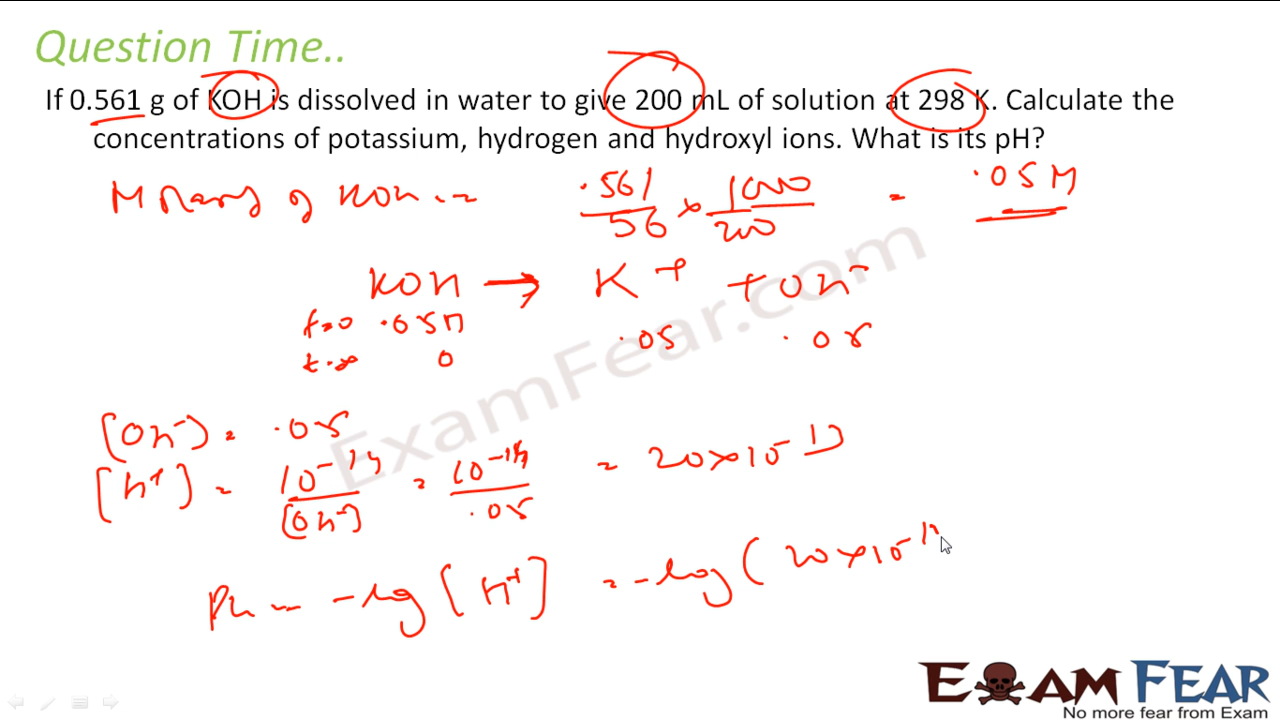 Question Time..
If 0.561 g of KOH is dissolved in water to give 200 mL of solution at 298 K. Calculate the
concentrations of potassium, hydrogen and hydroxyl ions. What is its pH?
Molarity of KOH = .561/56 × 1000/200 = .05M
KOH → K+ + OH-
t=0 .05M
t=∞ 0 .05 .05
[OH-] = .05
[H+] = 10-14/[OH-] = 10-14/.05 = 20×10-13
PH = -log [H+] = -log( 20×10-13
ExamFear.com
EXAM FEAR
No more fear from Exam